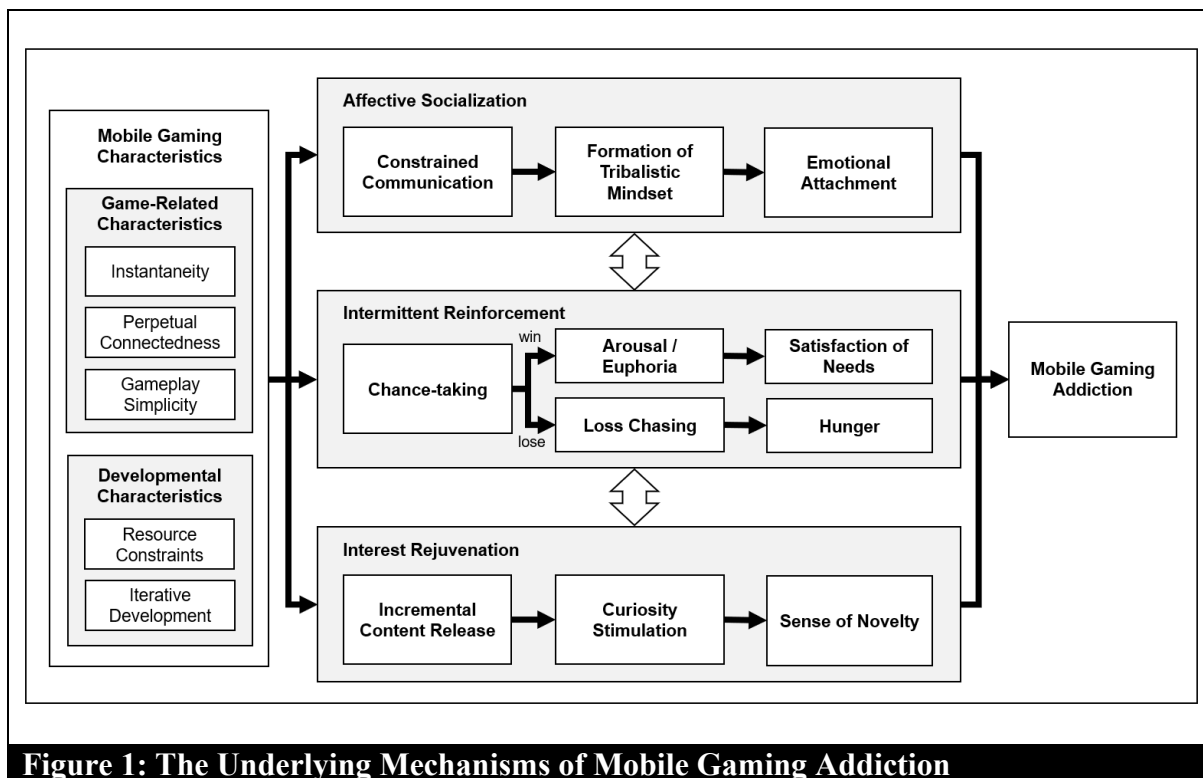 Mobile Gaming
Characteristics
Game-Related
Characteristics
Instantaneity
Perpetual
Connectedness
Gameplay
Simplicity
Developmental
Characteristics
Resource
Constraints
Iterative
Development
Affective Socialization
Constrained
Communication
Formation of
Tribalistic
Mindset
Emotional
Attachment
Intermittent Reinforcement
Chance-taking
win
Arousal /
Euphoria
Satisfaction of
Needs
lose
Loss Chasing
Hunger
Interest Rejuvenation
Incremental
Content Release
Curiosity
Stimulation
Sense of Novelty
Mobile Gaming
Addiction
Figure 1: The Underlying Mechanisms of Mobile Gaming Addiction